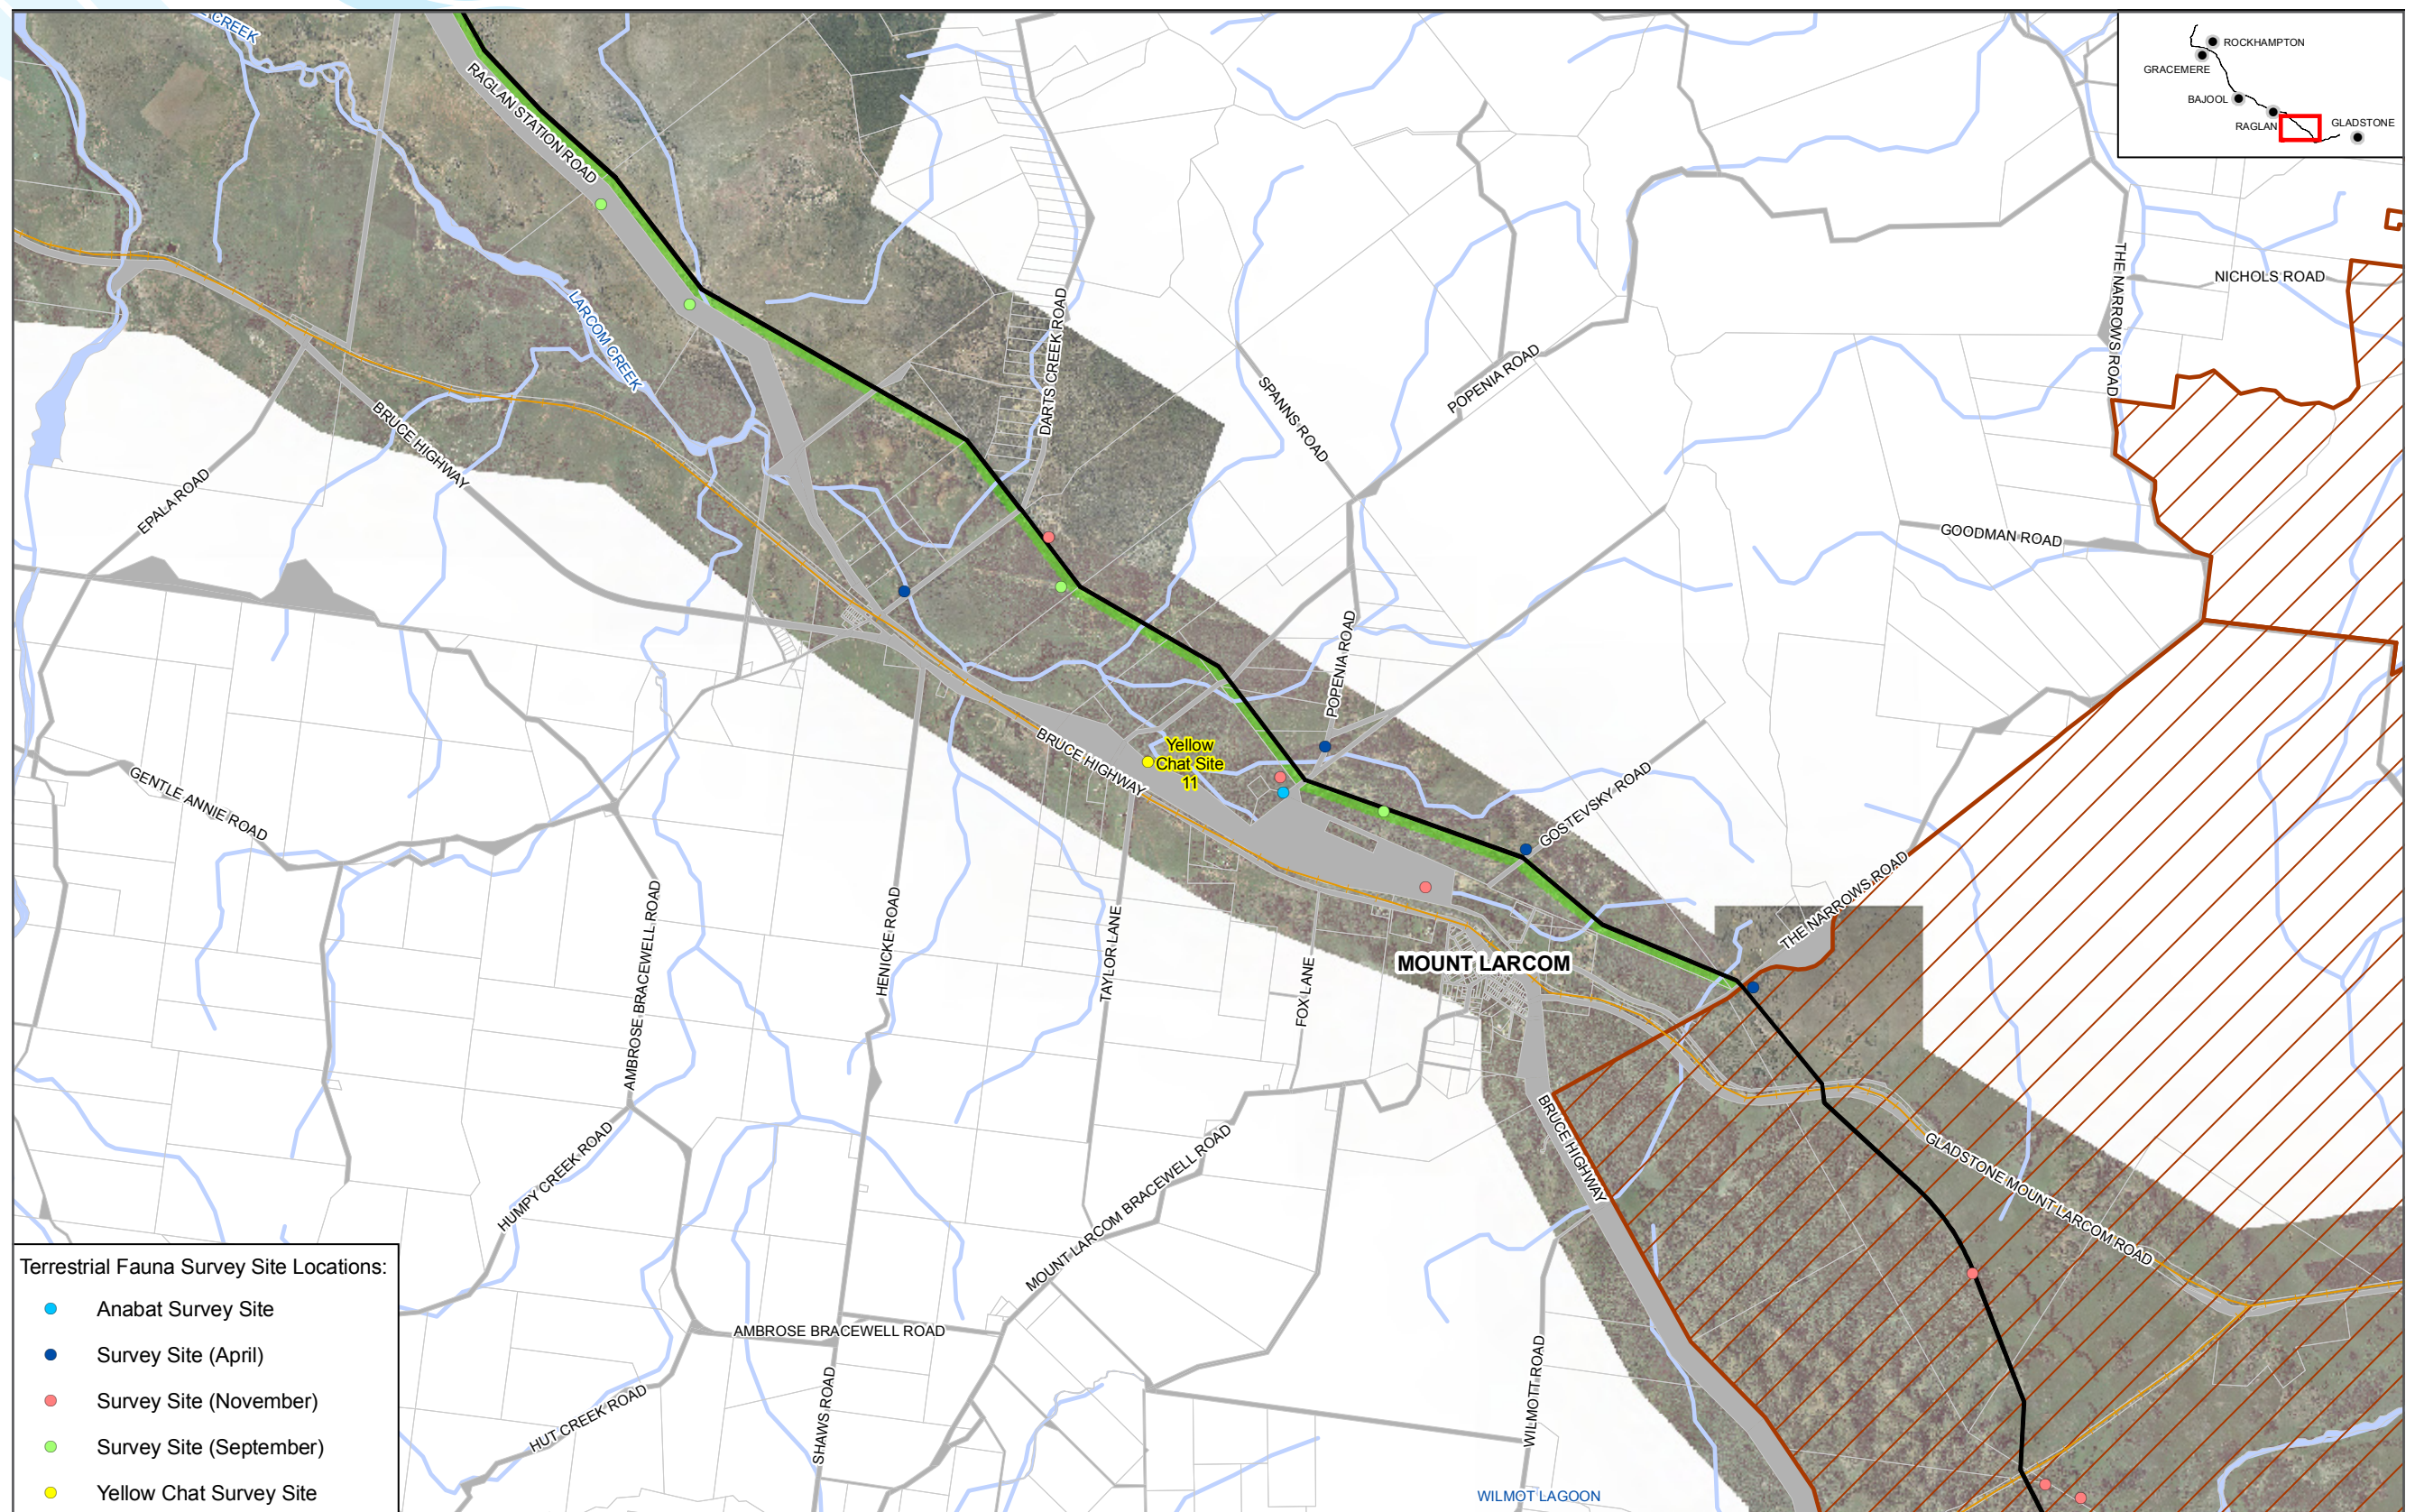 CREEK
RAGLAN STATION ROAD
ROCKHAMPTON
GRACEMERE
BAJOOL
RAGLAN
GLADSTONE
THE NARROWS ROAD
NICHOLS ROAD
LARCOM CREEK
DARTS CREEK ROAD
SPANNS ROAD
POPENIA ROAD
BRUCE HIGHWAY
EPALA ROAD
GOODMAN ROAD
POPENIA ROAD
BRUCE HIGHWAY
Yellow
Chat Site
11
GENTLE ANNIE ROAD
GOSTEVSKY ROAD
THE NARROWS ROAD
AMBROSE BRACEWELL ROAD
HENICKE ROAD
TAYLOR LANE
FOX LANE
MOUNT LARCOM
BRUCE HIGHWAY
GLADSTONE MOUNT LARCOM ROAD
HUMPY CREEK ROAD
MOUNT LARCOM BRACEWELL ROAD
AMBROSE BRACEWELL ROAD
HUT CREEK ROAD
SHAWS ROAD
WILMOTT ROAD
WILMOT LAGOON
Terrestrial Fauna Survey Site Locations:
Anabat Survey Site
Survey Site (April)
Survey Site (November)
Survey Site (September)
Yellow Chat Survey Site